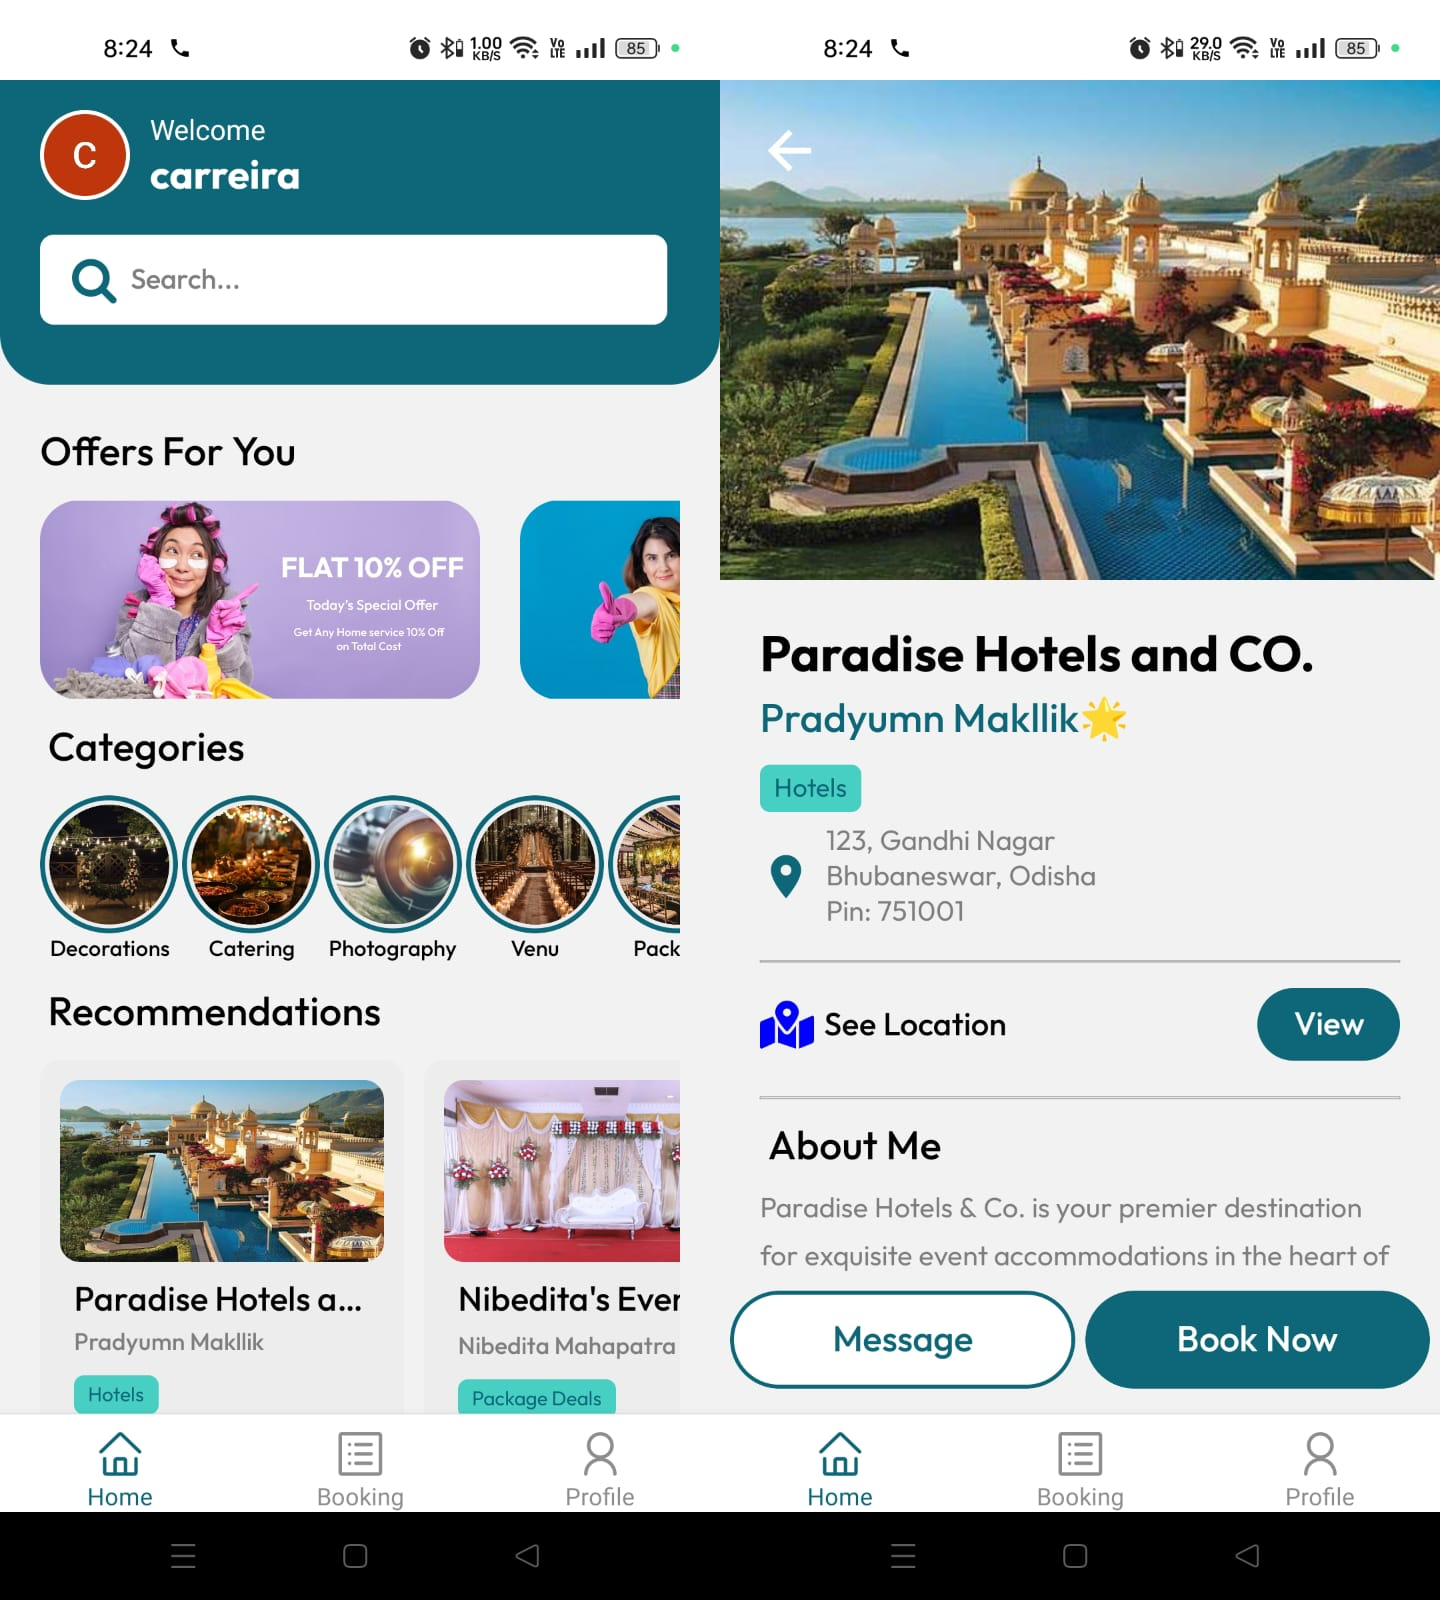 8:24
1.00
KB/S
Vo
LTE
85
C
Welcome
carreira
Search...
Offers For You
FLAT 10% OFF
Today's Special Offer
Get Any Home service 10% Off
on Total Cost
Categories
Decorations
Catering
Photography
Venu
Pack
Recommendations
Paradise Hotels a...
Pradyumn Makllik
Hotels
Nibedita's Ever
Nibedita Mahapatra
Package Deals
Home
Booking
Profile
8:24
29.0
KB/S
Vo
LTE
85
Paradise Hotels and CO.
Pradyumn Makllik🌟
Hotels
123, Gandhi Nagar
Bhubaneswar, Odisha
Pin: 751001
See Location
View
About Me
Paradise Hotels & Co. is your premier destination
for exquisite event accommodations in the heart of
Message
Book Now
Home
Booking
Profile